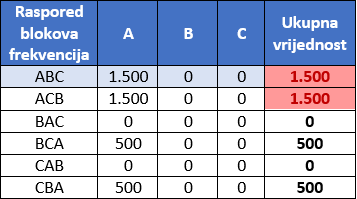 Raspored blokova frekvencija A B C Ukupna vrijednost
ABC 1.500 0 0 1.500
ACB 1.500 0 0 1.500
BAC 0 0 0 0
BCA 500 0 0 500
CAB 0 0 0 0
CBA 500 0 0 500